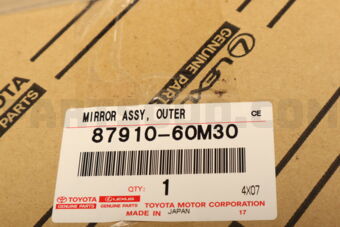 GENUINE PARTS
LEXUS
TOYOTA
GENUINE PARTS
MIRROR ASSY, OUTER
CE
87910-60M30
QTY:
1
4X07
TOYOTA
GENUINE PARTS
LEXUS
GENUINE PARTS
TOYOTA MOTOR CORPORATION
MADE IN JAPAN
17